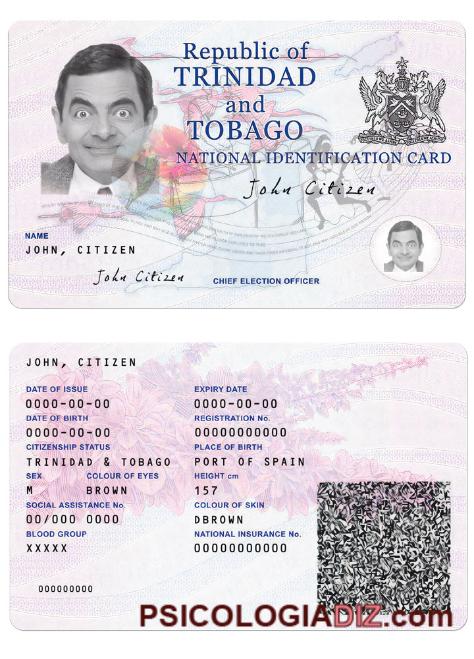 Republic of
TRINIDAD
and
TOBAGO
NATIONAL IDENTIFICATION CARD
John Citizen
NAME
JOHN, CITIZEN
John Citizen
CHIEF ELECTION OFFICER
JOHN, CITIZEN
DATE OF ISSUE EXPIRY DATE
0000-00-00 0000-00-00
DATE OF BIRTH REGISTRATION No.
0000-00-00 00000000000
CITIZENSHIP STATUS PLACE OF BIRTH
TRINIDAD & TOBAGO PORT OF SPAIN
SEX COLOUR OF EYES HEIGHT cm
M BROWN 157
SOCIAL ASSISTANCE No. COLOUR OF SKIN
00/000 0000 DBROWN
BLOOD GROUP NATIONAL INSURANCE No.
XXXXX 00000000000
000000000
PSICOLOGIADIZ.com